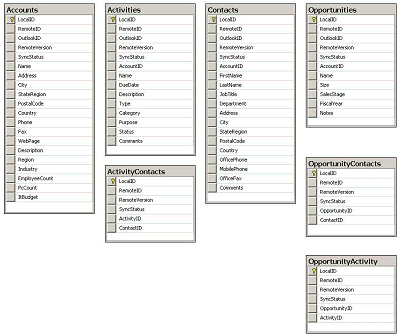 Accounts
LocalID
RemoteID
OutlookID
RemoteVersion
SyncStatus
Name
Address
City
StateRegion
PostalCode
Country
Phone
Fax
WebPage
Description
Region
Industry
EmployeeCount
PcCount
ItBudget
Activities
LocalID
RemoteID
OutlookID
RemoteVersion
SyncStatus
AccountID
Name
DueDate
Description
Type
Category
Purpose
Status
Comments
ActivityContacts
LocalID
RemoteID
RemoteVersion
SyncStatus
ActivityID
ContactID
Contacts
LocalID
RemoteID
OutlookID
RemoteVersion
SyncStatus
AccountID
FirstName
LastName
JobTitle
Department
Address
City
StateRegion
PostalCode
Country
OfficePhone
MobilePhone
OfficeFax
Comments
Opportunities
LocalID
RemoteID
OutlookID
RemoteVersion
SyncStatus
AccountID
Name
Size
SalesStage
FiscalYear
Notes
OpportunityContacts
LocalID
RemoteID
RemoteVersion
SyncStatus
OpportunityID
ContactID
OpportunityActivity
LocalID
RemoteID
RemoteVersion
SyncStatus
OpportunityID
ActivityID